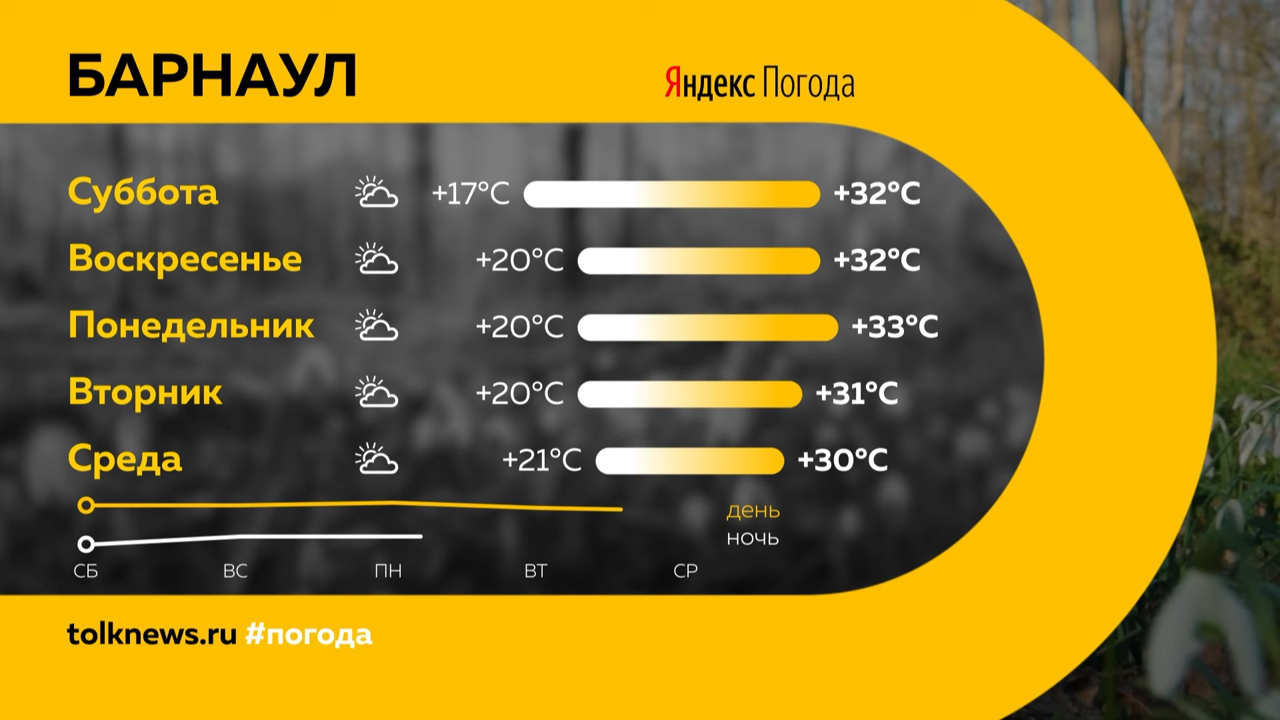 БАРНАУЛ
Яндекс Погода
Суббота +17°C +32°C
Воскресенье +20°C +32°C
Понедельник +20°C +33°C
Вторник +20°C +31°C
Среда +21°C +30°C
день
ночь
СБ ВС ПН ВТ СР
tolknews.ru #погода